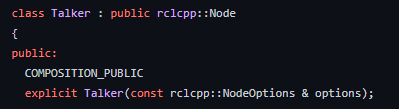 class Talker : public rclcpp::Node
{
public:
  COMPOSITION_PUBLIC
  explicit Talker(const rclcpp::NodeOptions & options);